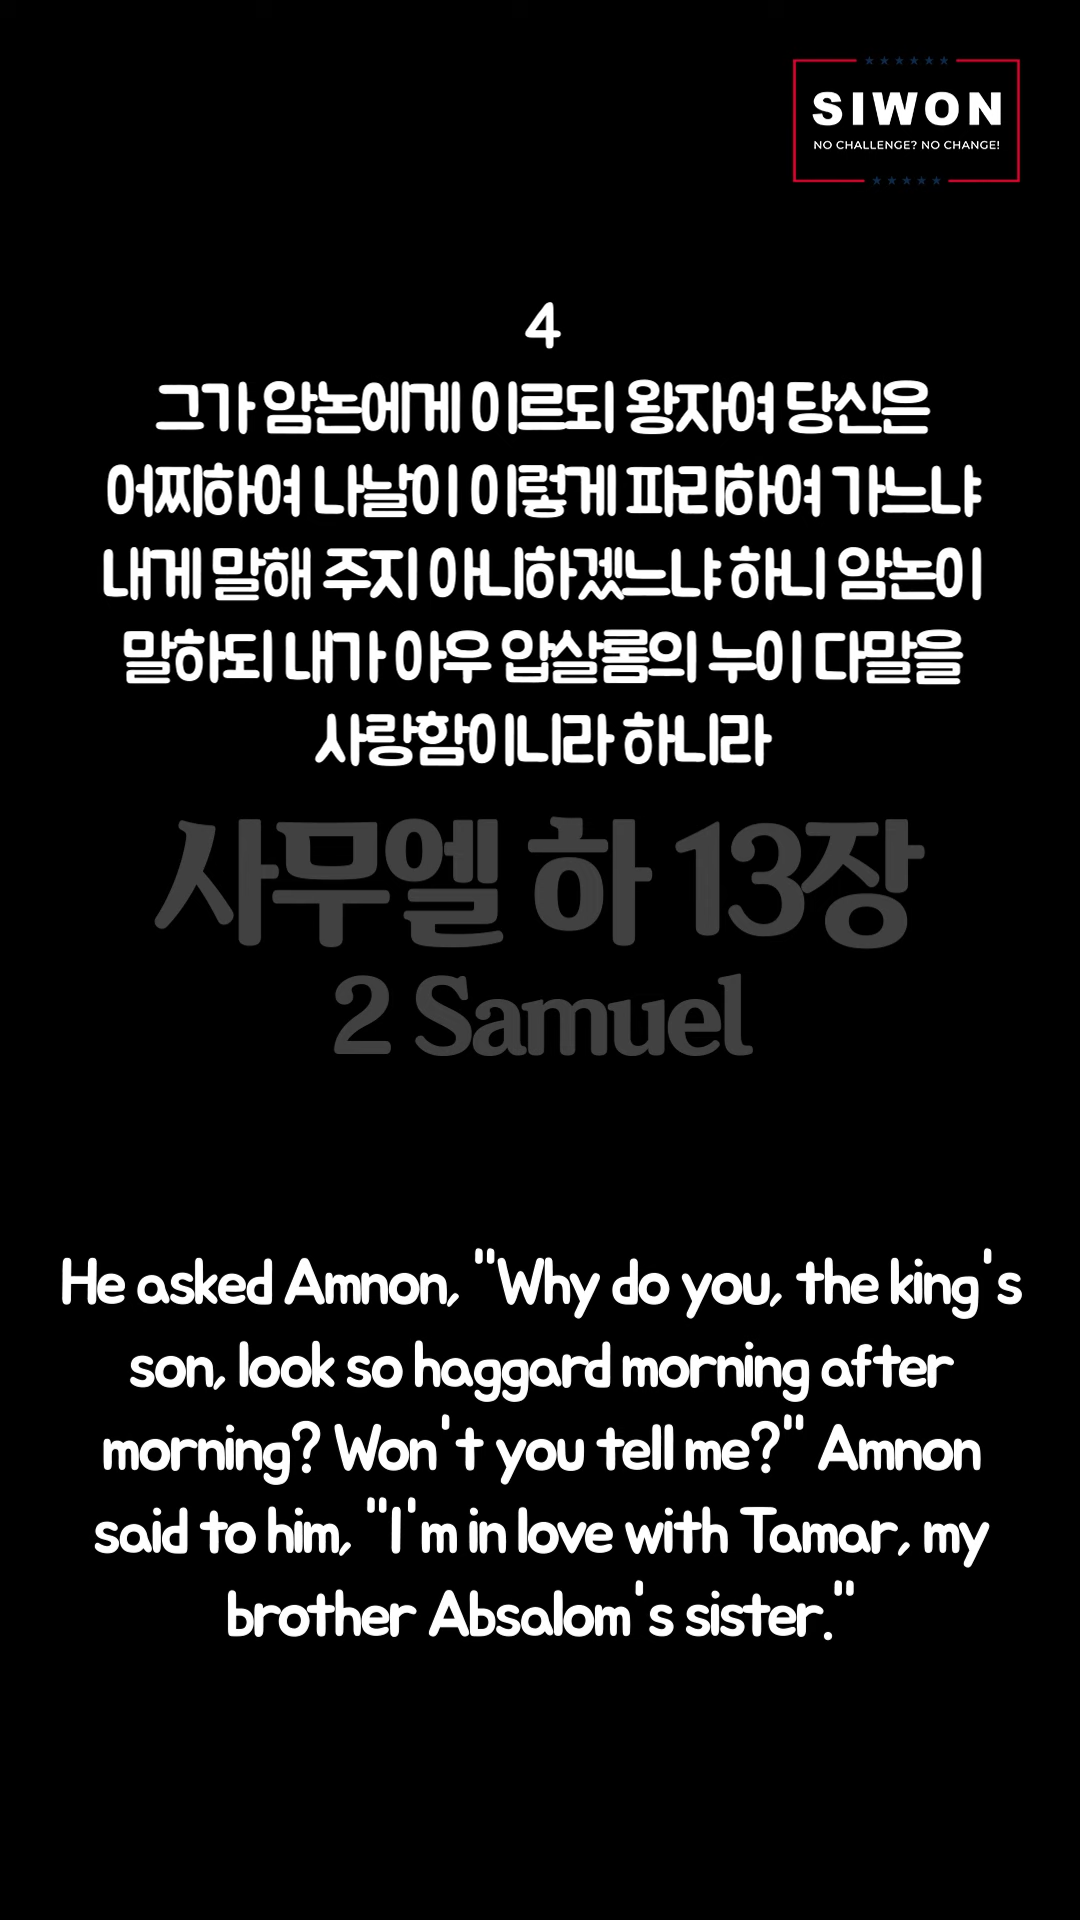 SIWON
NO CHALLENGE? NO CHANGE!
4
그가 암논에게 이르되 왕자여 당신은
어찌하여 나날이 이렇게 파리하여 가느냐
내게 말해 주지 아니하겠느냐 하니 암논이
말하되 내가 아우 압살롬의 누이 다말을
사랑함이니라 하니라
사무엘 하 13장
2 Samuel
He asked Amnon, "Why do you, the king's
son, look so haggard morning after
morning? Won't you tell me?" Amnon
said to him, "I'm in love with Tamar, my
brother Absalom's sister."